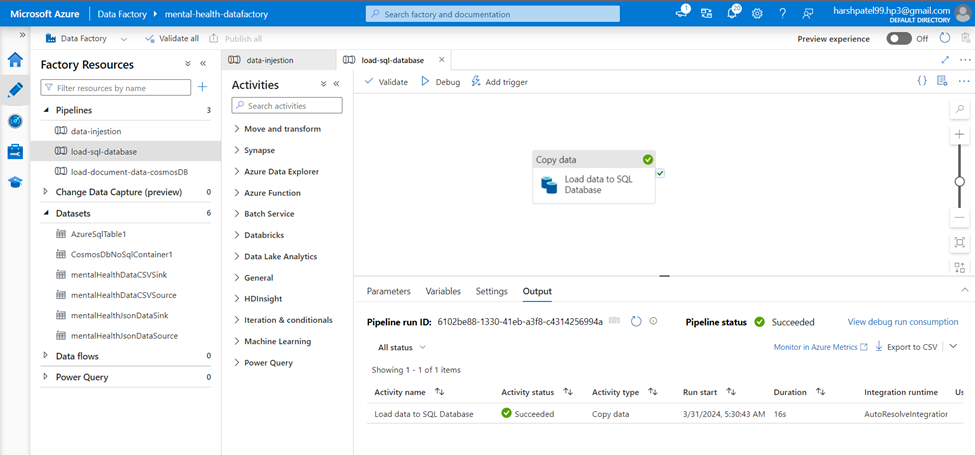 Microsoft Azure | Data Factory > mental-health-datafactory
Search factory and documentation
1
20
harshpatel99.hp3@gmail.com
DEFAULT DIRECTORY
Data Factory
Validate all
Publish all
Preview experience
Off
Factory Resources
Filter resources by name
Pipelines 3
data-injestion
load-sql-database
load-document-data-cosmosDB
Change Data Capture (preview) 0
Datasets 6
AzureSqlTable1
CosmosDbNoSqlContainer1
mentalHealthDataCSVSink
mentalHealthDataCSVSource
mentalHealthJsonDataSink
mentalHealthJsonDataSource
Data flows 0
Power Query 0
data-injestion
load-sql-database
Activities
Search activities
Move and transform
Synapse
Azure Data Explorer
Azure Function
Batch Service
Databricks
Data Lake Analytics
General
HDInsight
Iteration & conditionals
Machine Learning
Power Query
Validate Debug Add trigger
Copy data
Load data to SQL
Database
Parameters Variables Settings Output
Pipeline run ID: 6102be88-1330-41eb-a3f8-c4314256994a
Pipeline status Succeeded
View debug run consumption
All status
Monitor in Azure Metrics
Export to CSV
Showing 1 - 1 of 1 items
Activity name Activity status Activity type Run start Duration Integration runtime Us
Load data to SQL Database Succeeded Copy data 3/31/2024, 5:30:43 AM 16s AutoResolveIntegration